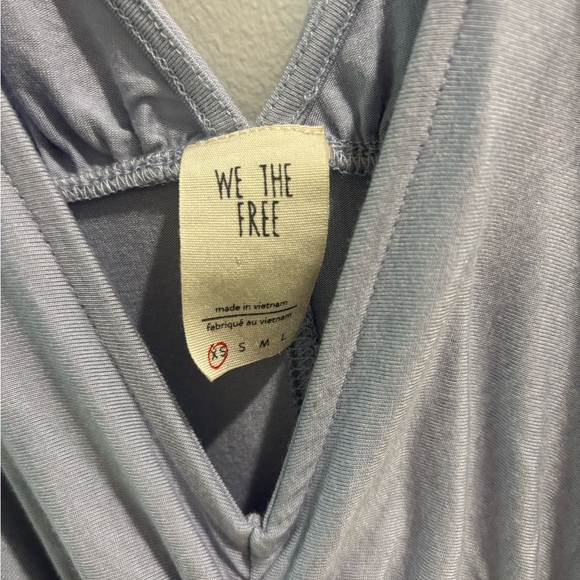 WE THE
FREE
made in vietnam
fabriqué au vietnam
XS S M L